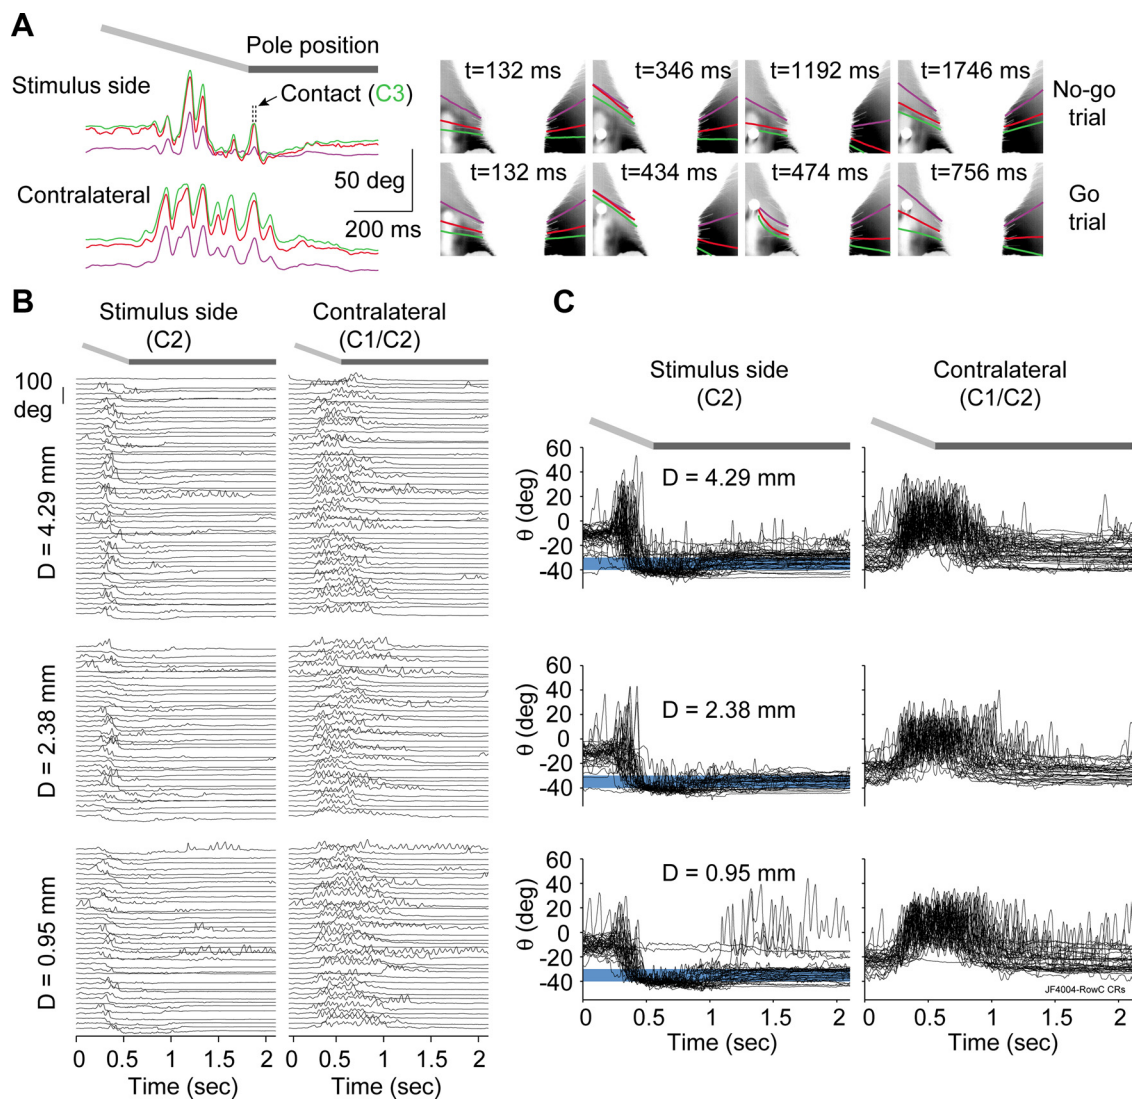 A
Pole position
Stimulus side
Contact (C3)
50 deg
Contralateral
200 ms
t=132 ms
t=346 ms
t=1192 ms
t=1746 ms
No-go
trial
t=132 ms
t=434 ms
t=474 ms
t=756 ms
Go
trial
B
Stimulus side
(C2)
Contralateral
(C1/C2)
100
deg
D = 4.29 mm
D = 2.38 mm
D = 0.95 mm
0 0.5 1 1.5 2
Time (sec)
0 0.5 1 1.5 2
Time (sec)
C
Stimulus side
(C2)
Contralateral
(C1/C2)
60
40
20
0
-20
-40
θ (deg)
D = 4.29 mm
60
40
20
0
-20
-40
θ (deg)
D = 2.38 mm
60
40
20
0
-20
-40
θ (deg)
D = 0.95 mm
JF4004-RowC CRs
0 0.5 1 1.5 2
Time (sec)
0 0.5 1 1.5 2
Time (sec)